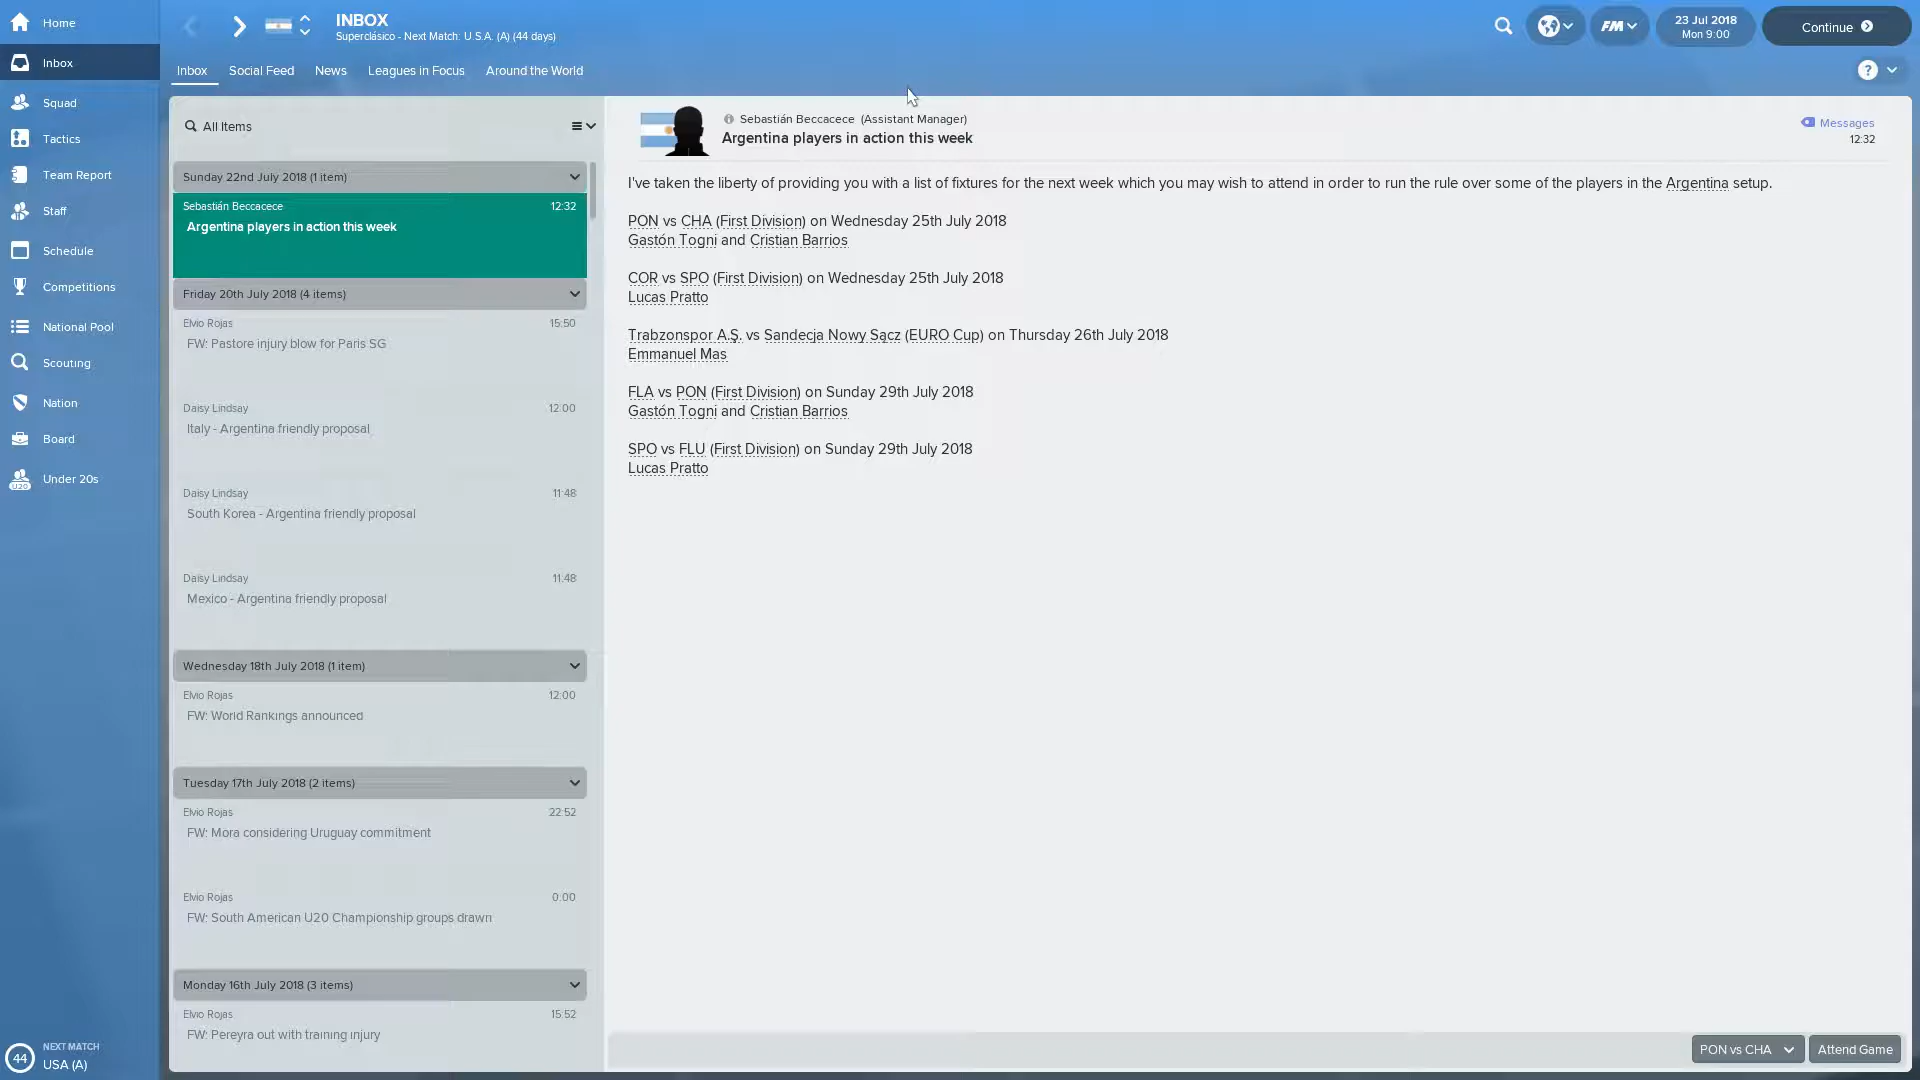 Home
Inbox
Squad
Tactics
Team Report
Staff
Schedule
Competitions
National Pool
Scouting
Nation
Board
U20
Under 20s
44
NEXT MATCH
USA (A)
INBOX
Superclásico - Next Match: U.S.A. (A) (44 days)
FM
23 Jul 2018
Mon 9:00
Continue
Inbox
Social Feed
News
Leagues in Focus
Around the World
?
All Items
Sunday 22nd July 2018 (1 item)
Sebastián Beccacece 12:32
Argentina players in action this week
Friday 20th July 2018 (4 items)
Elvio Rojas 15:50
FW: Pastore injury blow for Paris SG
Daisy Lindsay 12:00
Italy - Argentina friendly proposal
Daisy Lindsay 11:48
South Korea - Argentina friendly proposal
Daisy Lindsay 11:48
Mexico - Argentina friendly proposal
Wednesday 18th July 2018 (1 item)
Elvio Rojas 12:00
FW: World Rankings announced
Tuesday 17th July 2018 (2 items)
Elvio Rojas 22:52
FW: Mora considering Uruguay commitment
Elvio Rojas 0:00
FW: South American U20 Championship groups drawn
Monday 16th July 2018 (3 items)
Elvio Rojas 15:52
FW: Pereyra out with training injury
Sebastián Beccacece (Assistant Manager)
Argentina players in action this week
Messages
12:32
I've taken the liberty of providing you with a list of fixtures for the next week which you may wish to attend in order to run the rule over some of the players in the Argentina setup.
PON vs CHA (First Division) on Wednesday 25th July 2018
Gastón Togni and Cristian Barrios
COR vs SPO (First Division) on Wednesday 25th July 2018
Lucas Pratto
Trabzonspor A.Ş. vs Sandecja Nowy Sącz (EURO Cup) on Thursday 26th July 2018
Emmanuel Mas
FLA vs PON (First Division) on Sunday 29th July 2018
Gastón Togni and Cristian Barrios
SPO vs FLU (First Division) on Sunday 29th July 2018
Lucas Pratto
PON vs CHA
Attend Game